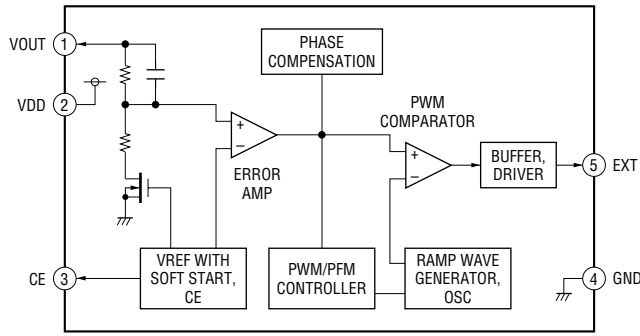 VOUT 1
VDD 2
CE 3
PHASE
COMPENSATION
+
−
ERROR
AMP
PWM
COMPARATOR
+
−
BUFFER,
DRIVER
5 EXT
4 GND
VREF WITH
SOFT START,
CE
PWM/PFM
CONTROLLER
RAMP WAVE
GENERATOR,
OSC